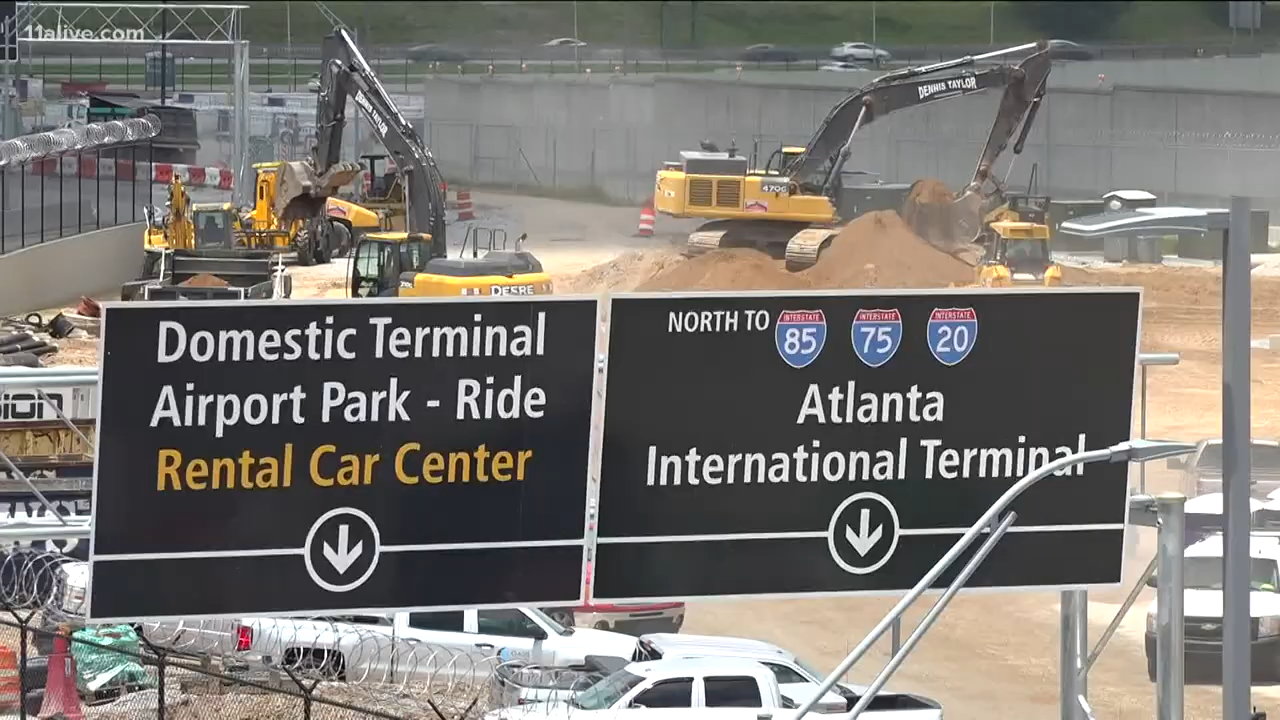 11alive.com
DENNIS TAYLOR
DENNIS TAYLOR
470G
DEERE
Domestic Terminal
Airport Park - Ride
Rental Car Center
NORTH TO INTERSTATE 85 INTERSTATE 75 INTERSTATE 20
Atlanta
International Terminal